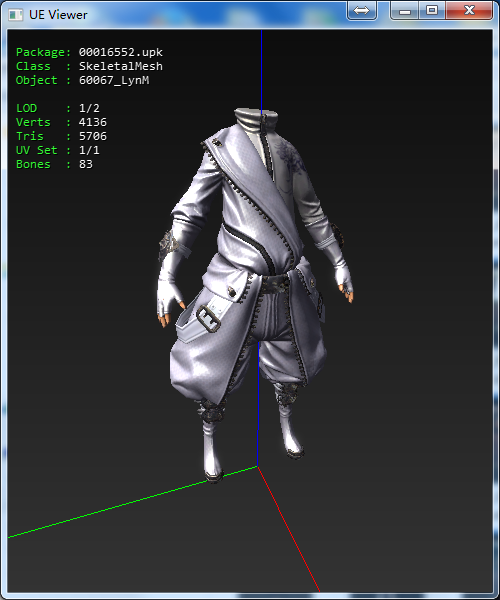 UE Viewer
Package: 00016552.upk
Class  : SkeletalMesh
Object : 60067_LynM
LOD    : 1/2
Verts  : 4136
Tris   : 5706
UV Set : 1/1
Bones  : 83